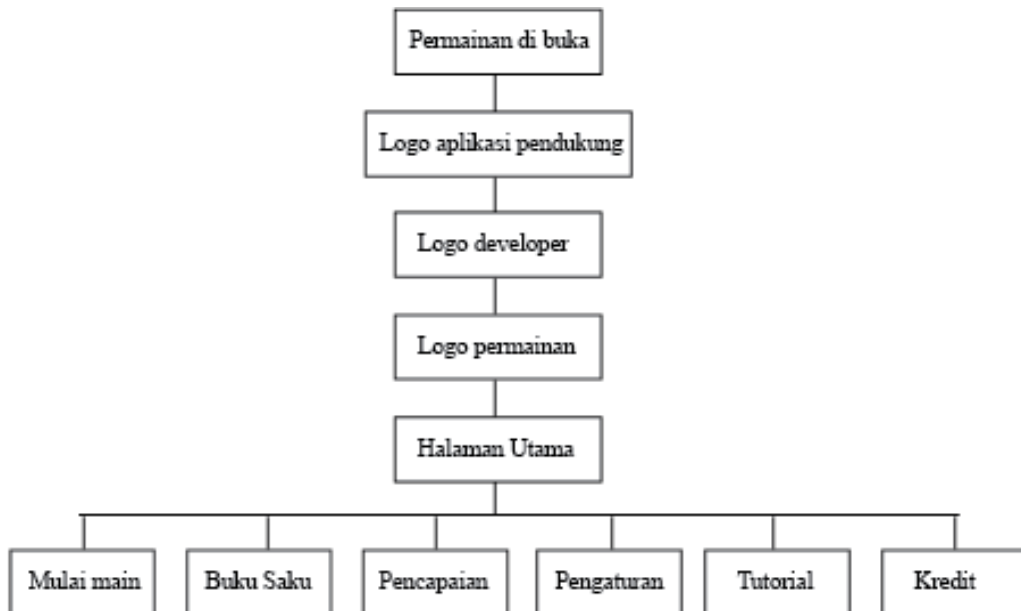 Permainan di buka
Logo aplikasi pendukung
Logo developer
Logo permainan
Halaman Utama
Mulai main
Buku Saku
Pencapaian
Pengaturan
Tutorial
Kredit